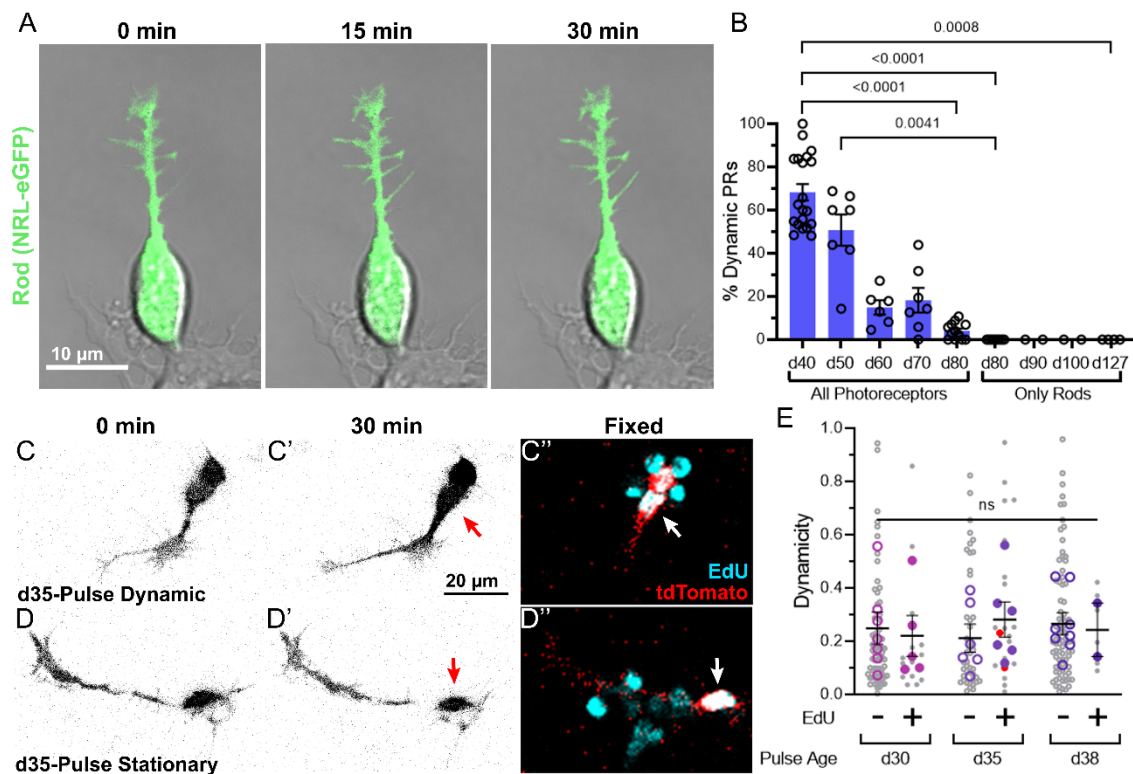 A
0 min
15 min
30 min
Rod (NRL-eGFP)
10 µm
B
0.0008
<0.0001
<0.0001
0.0041
% Dynamic PRs
100
80
60
40
20
0
d40 d50 d60 d70 d80 d80 d90 d100 d127
All Photoreceptors
Only Rods
0 min
30 min
Fixed
C
C'
C''
d35-Pulse Dynamic
20 µm
EdU
tdTomato
D
D'
D''
d35-Pulse Stationary
E
Dynamicity
1.0
0.8
0.6
0.4
0.2
0.0
ns
EdU - + - + - +
Pulse Age d30 d35 d38